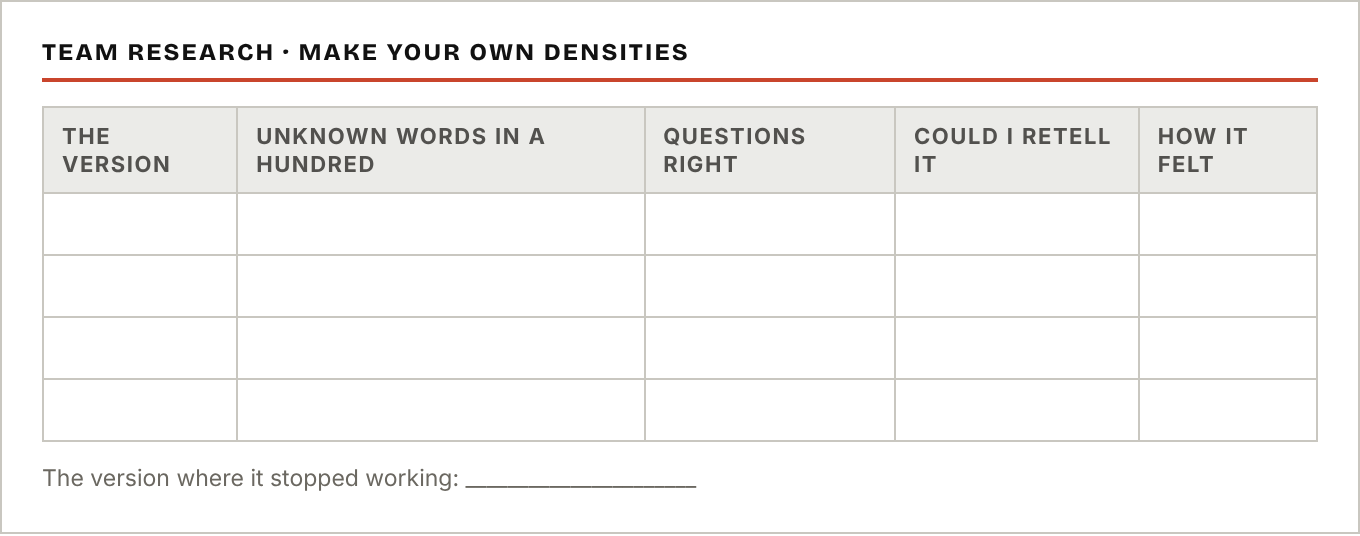 TEAM RESEARCH · MAKE YOUR OWN DENSITIES
THE VERSION
UNKNOWN WORDS IN A HUNDRED
QUESTIONS RIGHT
COULD I RETELL IT
HOW IT FELT
The version where it stopped working: ____________________